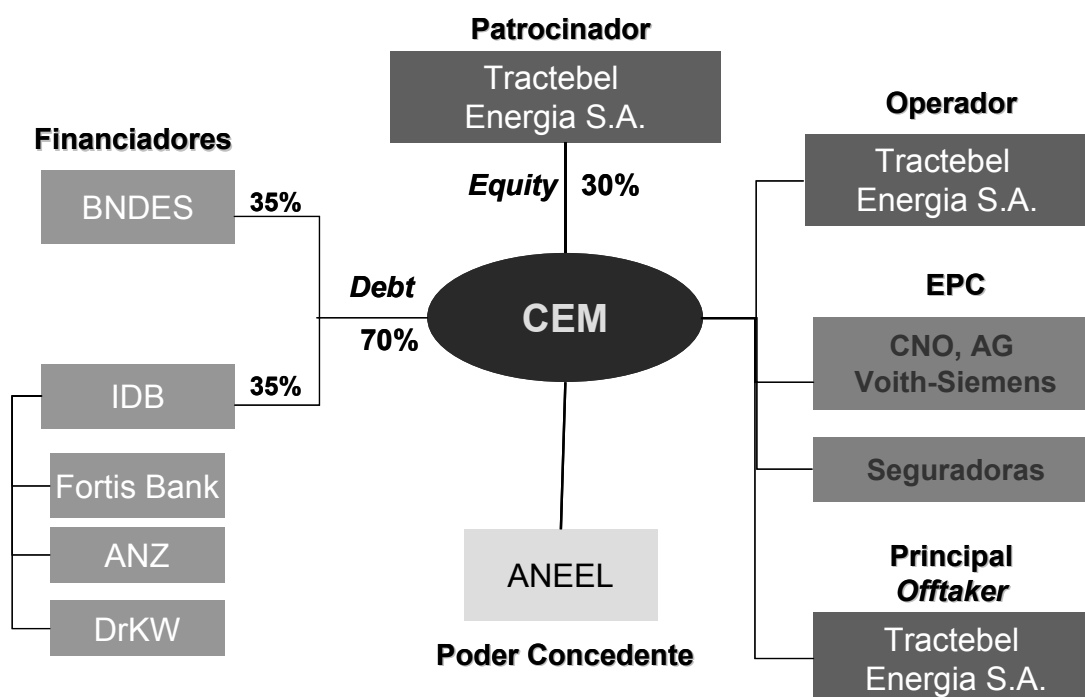 Patrocinador
Tractebel
Energia S.A.
Equity 30%
Financiadores
BNDES
35%
Debt
70%
IDB
35%
Fortis Bank
ANZ
DrKW
CEM
ANEEL
Poder Concedente
Operador
Tractebel
Energia S.A.
EPC
CNO, AG
Voith-Siemens
Seguradoras
Principal
Offtaker
Tractebel
Energia S.A.